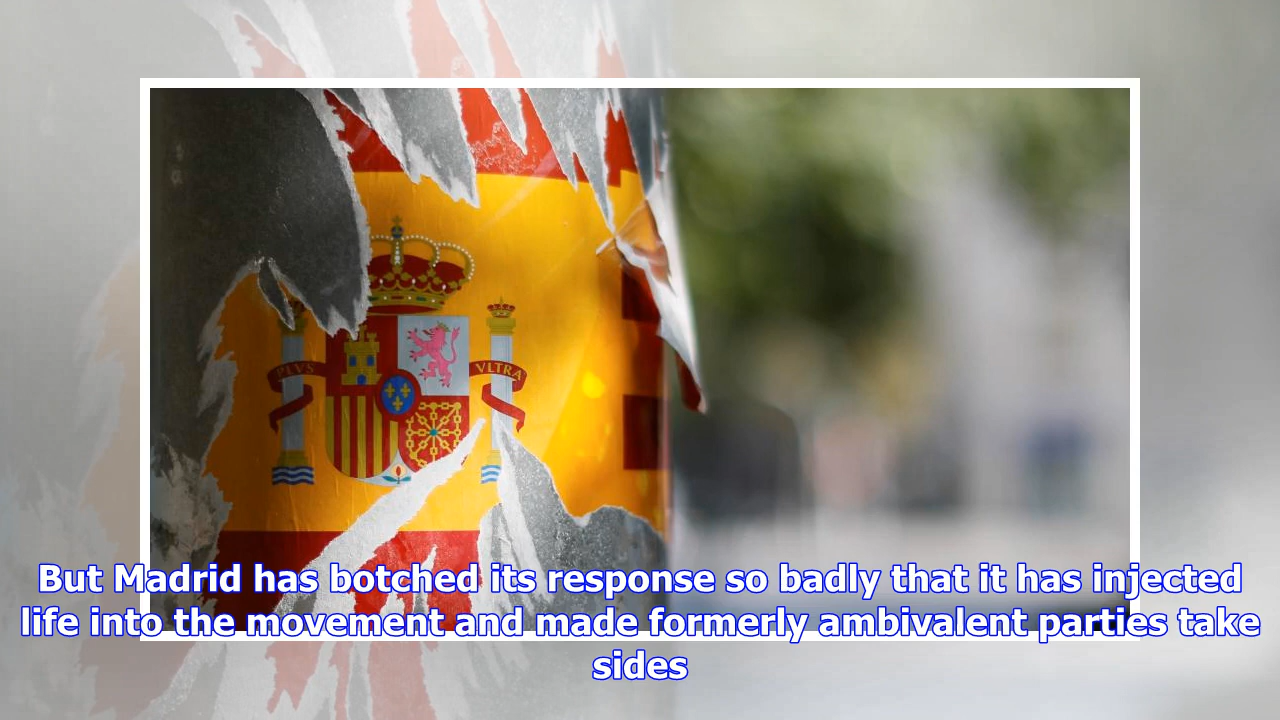 PLVS
VLTRA
But Madrid has botched its response so badly that it has injected
life into the movement and made formerly ambivalent parties take
sides